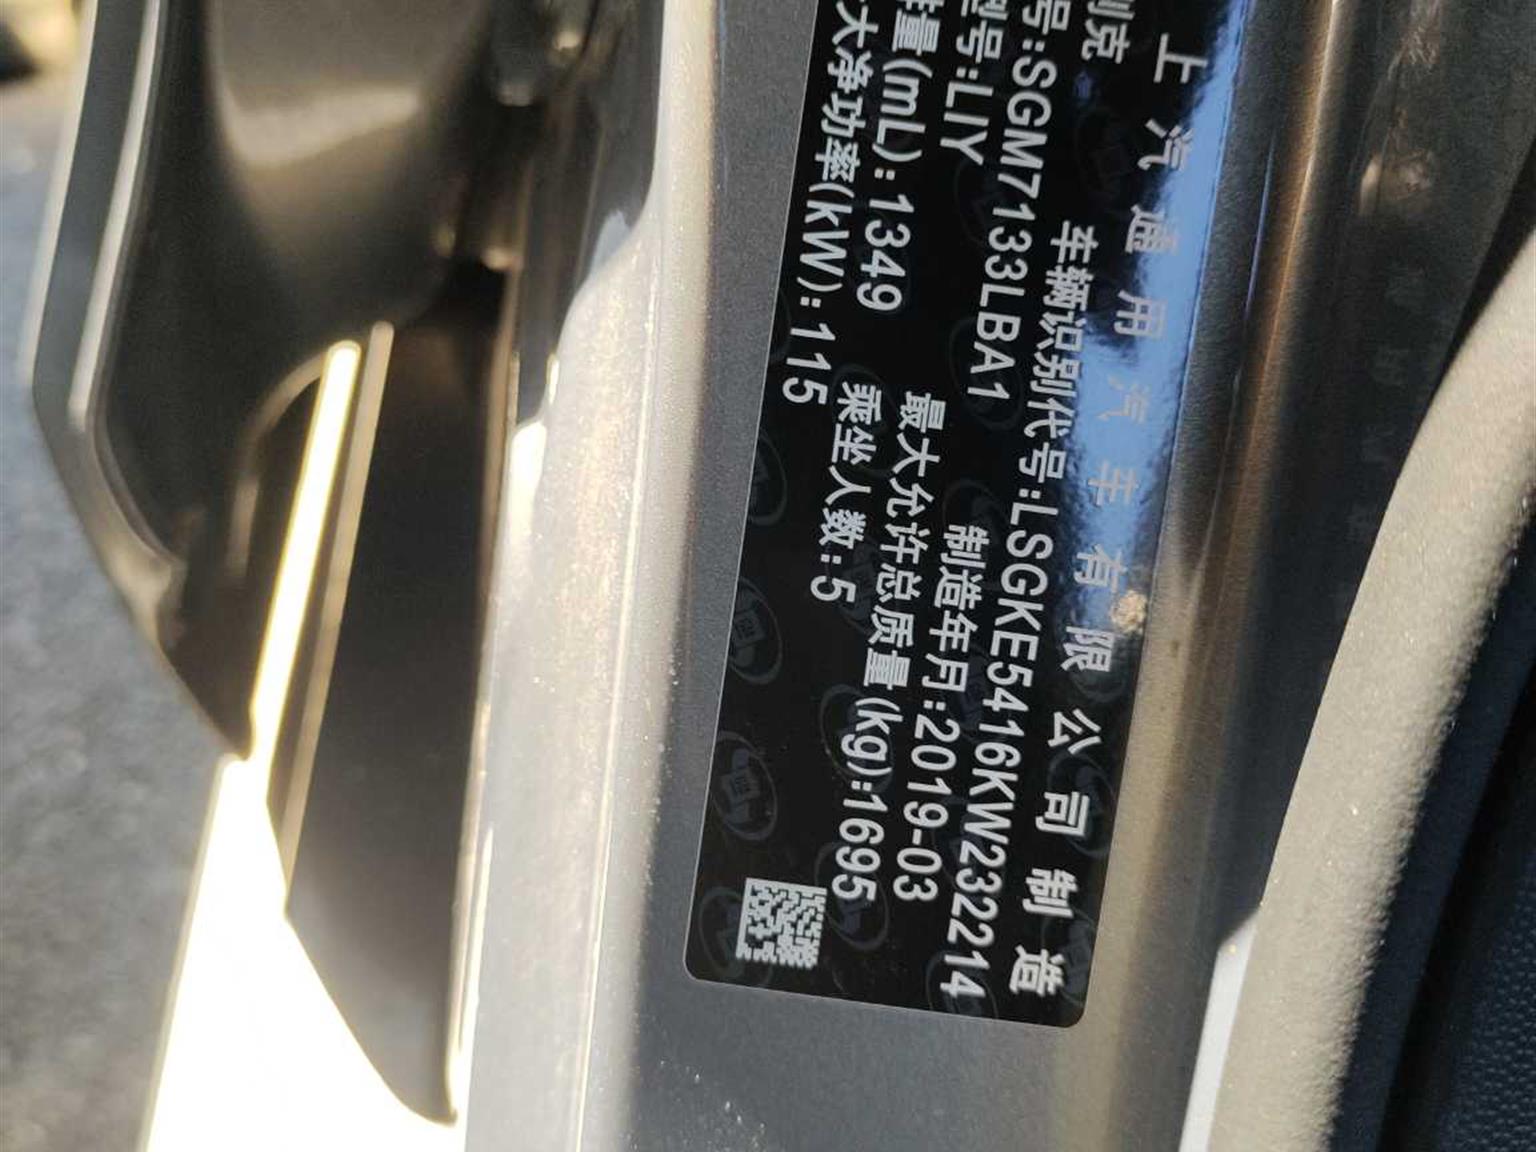 上汽通用汽车有限公司制造
别克
车辆识别代号:LSGKE5416KW232214
号:SGM7133LBA1
制造年月:2019-03
型号:LIY
最大允许总质量(kg):1695
量(mL):1349
乘坐人数:5
大净功率(kW):115